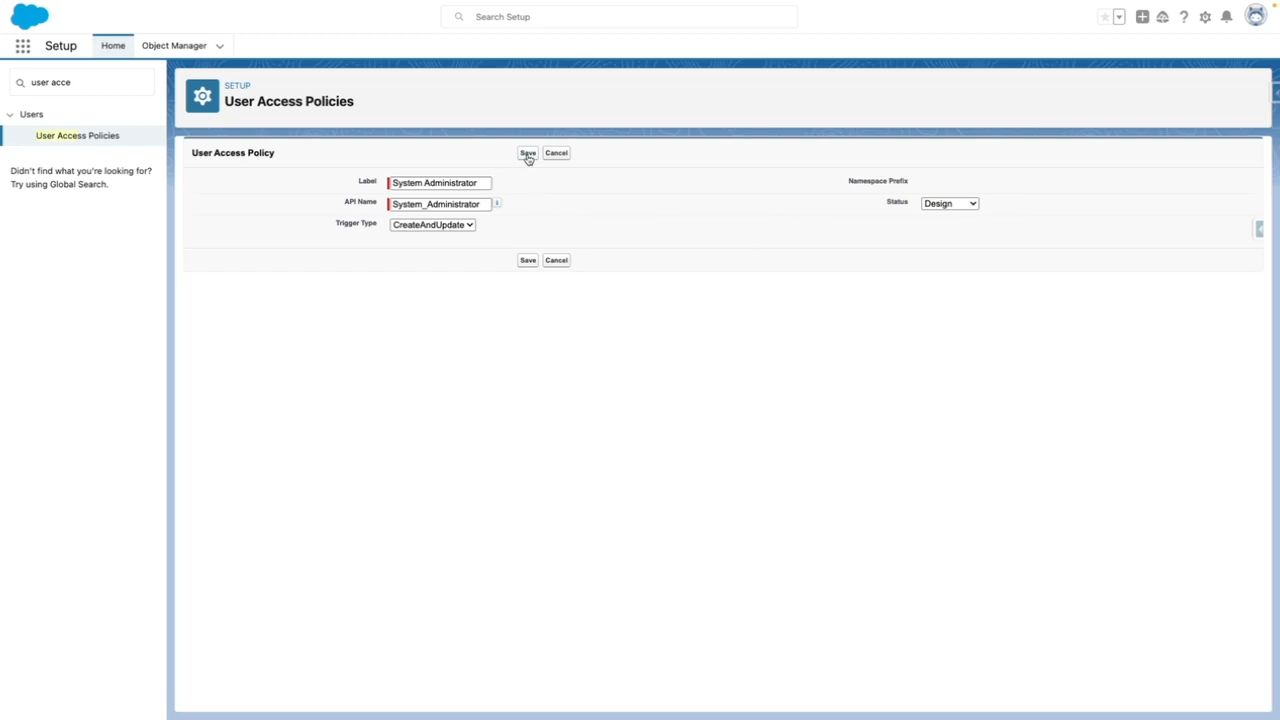 Search Setup
Setup
Home
Object Manager
user acce
Users
User Access Policies
Didn't find what you're looking for?
Try using Global Search.
SETUP
User Access Policies
User Access Policy
Save
Cancel
Label
System Administrator
Namespace Prefix
API Name
System_Administrator
i
Status
Design
Trigger Type
CreateAndUpdate
Save
Cancel